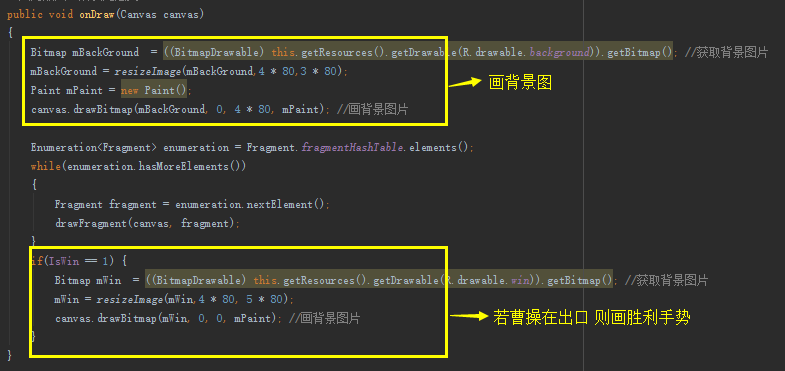 public void onDraw(Canvas canvas)
{
Bitmap mBackGround = ((BitmapDrawable) this.getResources().getDrawable(R.drawable.background)).getBitmap(); //获取背景图片
mBackGround = resizeImage(mBackGround,4 * 80,3 * 80);
Paint mPaint = new Paint();
canvas.drawBitmap(mBackGround, 0, 4 * 80, mPaint); //画背景图片
画背景图
Enumeration<Fragment> enumeration = Fragment.fragmentHashTable.elements();
while(enumeration.hasMoreElements())
{
Fragment fragment = enumeration.nextElement();
drawFragment(canvas, fragment);
}
if(IsWin == 1) {
Bitmap mWin = ((BitmapDrawable) this.getResources().getDrawable(R.drawable.win)).getBitmap(); //获取背景图片
mWin = resizeImage(mWin,4 * 80, 5 * 80);
canvas.drawBitmap(mWin, 0, 0, mPaint); //画背景图片
若曹操在出口 则画胜利手势
}
}